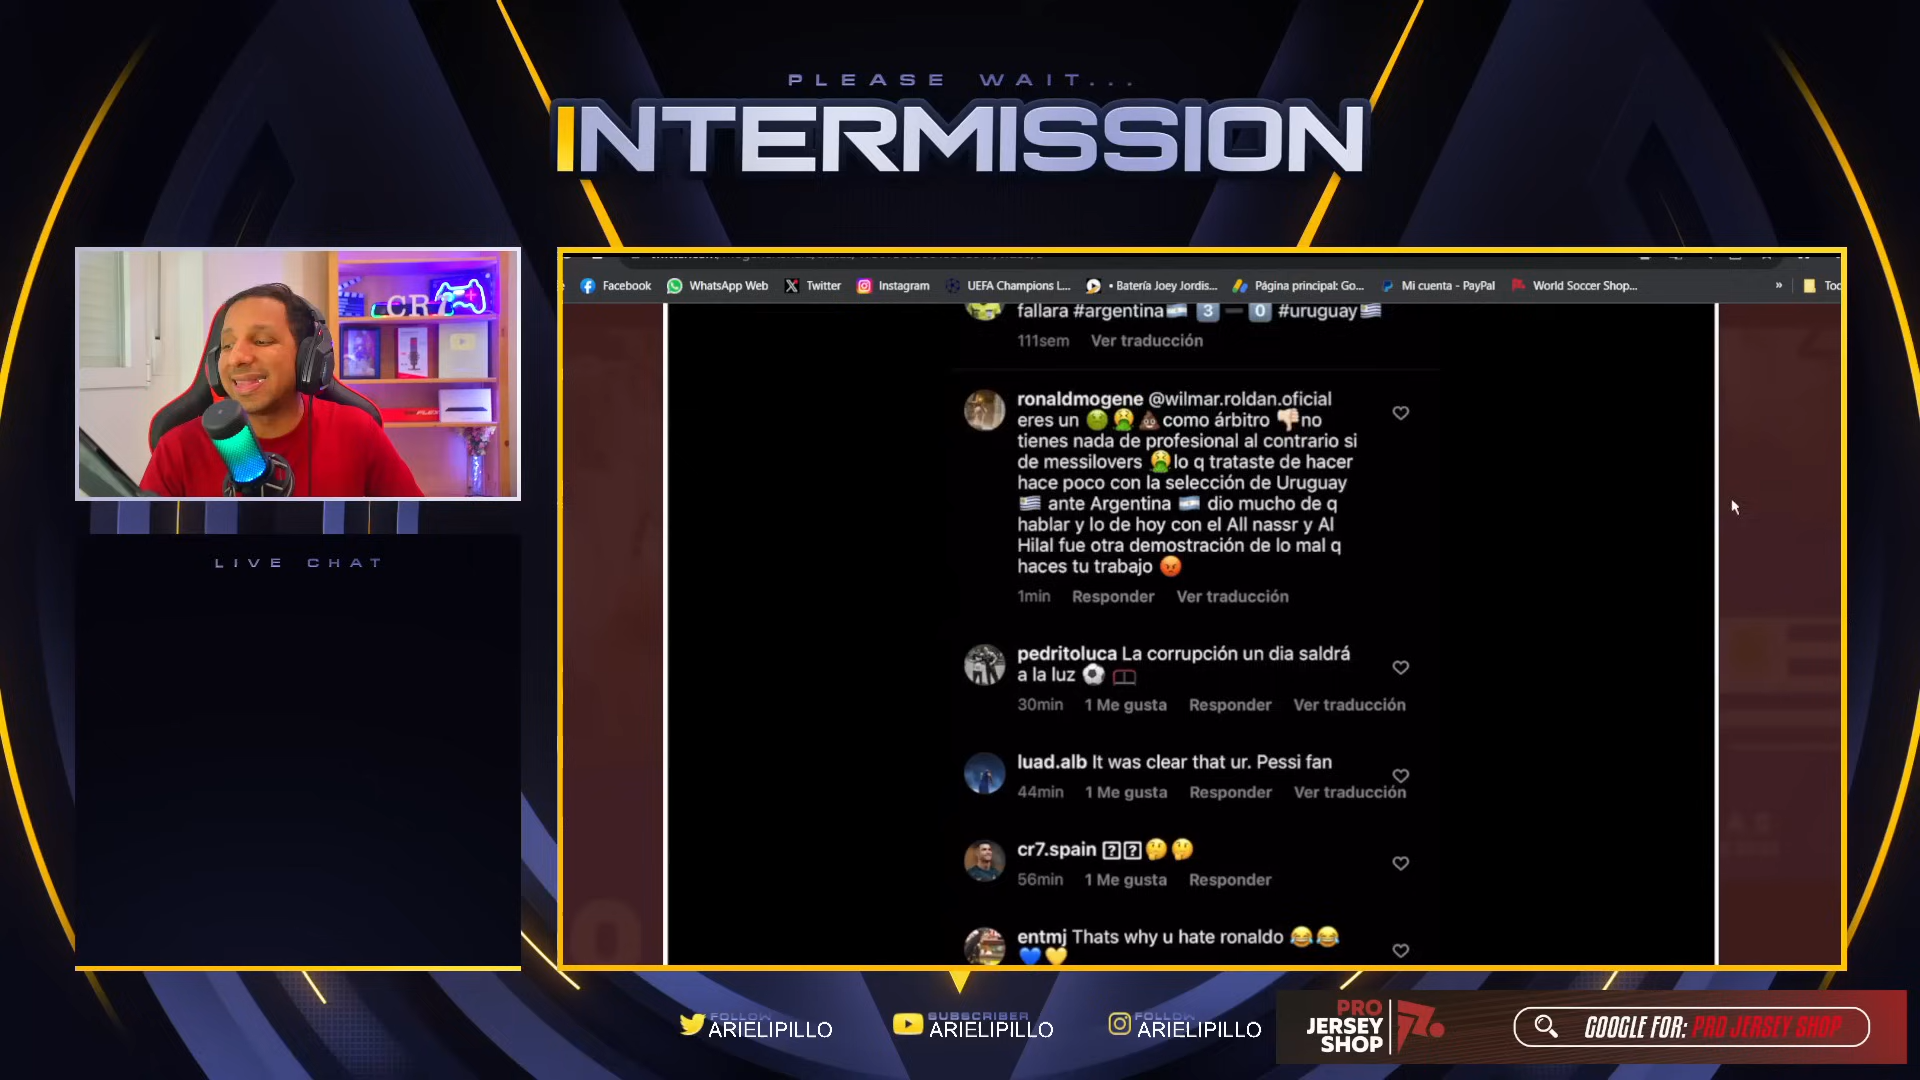 PLEASE WAIT...
INTERMISSION
CR7
Facebook
WhatsApp Web
Twitter
Instagram
UEFA Champions L...
• Batería Joey Jordis...
Página principal: Go...
Mi cuenta - PayPal
World Soccer Shop...
»
Toc
fallara #argentina🇦🇷 3️⃣ ➖ 0️⃣ #uruguay🇺🇾
111sem Ver traducción
ronaldmogene @wilmar.roldan.oficial
eres un 🤢🤮💩como árbitro 👎🏻no
tienes nada de profesional al contrario si
de messilovers 🤮lo q trataste de hacer
hace poco con la selección de Uruguay
🇺🇾 ante Argentina 🇦🇷 dio mucho de q
hablar y lo de hoy con el All nassr y Al
Hilal fue otra demostración de lo mal q
haces tu trabajo 😡
1min Responder Ver traducción
pedritoluca La corrupción un dia saldrá
a la luz ⚽ 🥅
30min 1 Me gusta Responder Ver traducción
luad.alb It was clear that ur. Pessi fan
44min 1 Me gusta Responder Ver traducción
cr7.spain 🤔🤔
56min 1 Me gusta Responder
entmj Thats why u hate ronaldo 😂😂
💙💛
LIVE CHAT
FOLLOW
ARIELIPILLO
SUBSCRIBER
ARIELIPILLO
FOLLOW
ARIELIPILLO
PRO
JERSEY
SHOP
GOOGLE FOR: PRO JERSEY SHOP